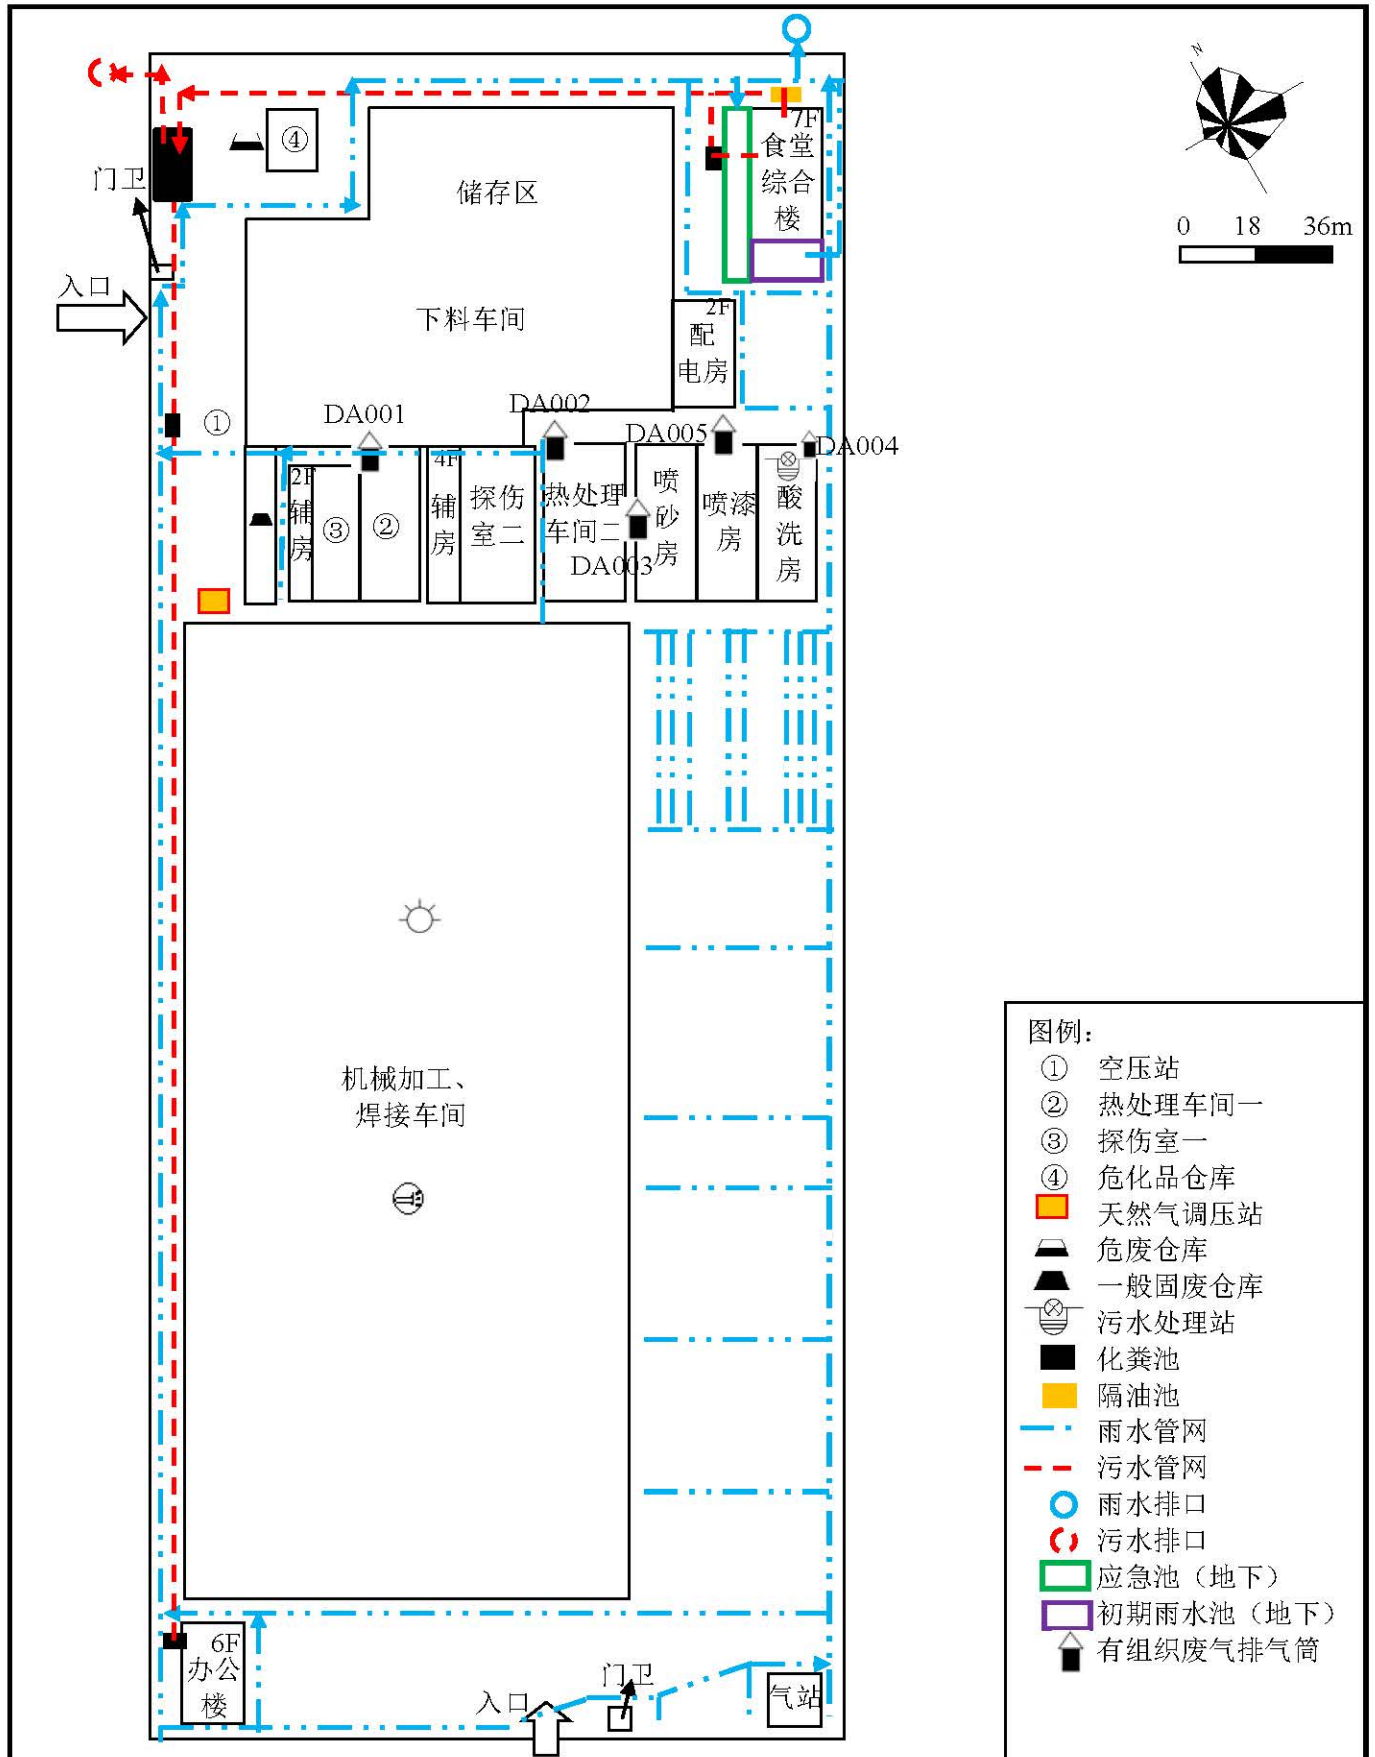 N
0 18 36m
门卫
④
储存区
7F
食堂
综合
楼
入口
下料车间
2F
配
电房
①
DA001
DA002
DA005
DA004
2F
辅
房
③
②
4F
辅
房
探伤
室二
热处理
车间二
DA003
喷
砂
房
喷漆
房
酸
洗
房
机械加工、
焊接车间
6F
办公
楼
入口
门卫
气站
图例：
① 空压站
② 热处理车间一
③ 探伤室一
④ 危化品仓库
天然气调压站
危废仓库
一般固废仓库
污水处理站
化粪池
隔油池
雨水管网
污水管网
雨水排口
污水排口
应急池（地下）
初期雨水池（地下）
有组织废气排气筒